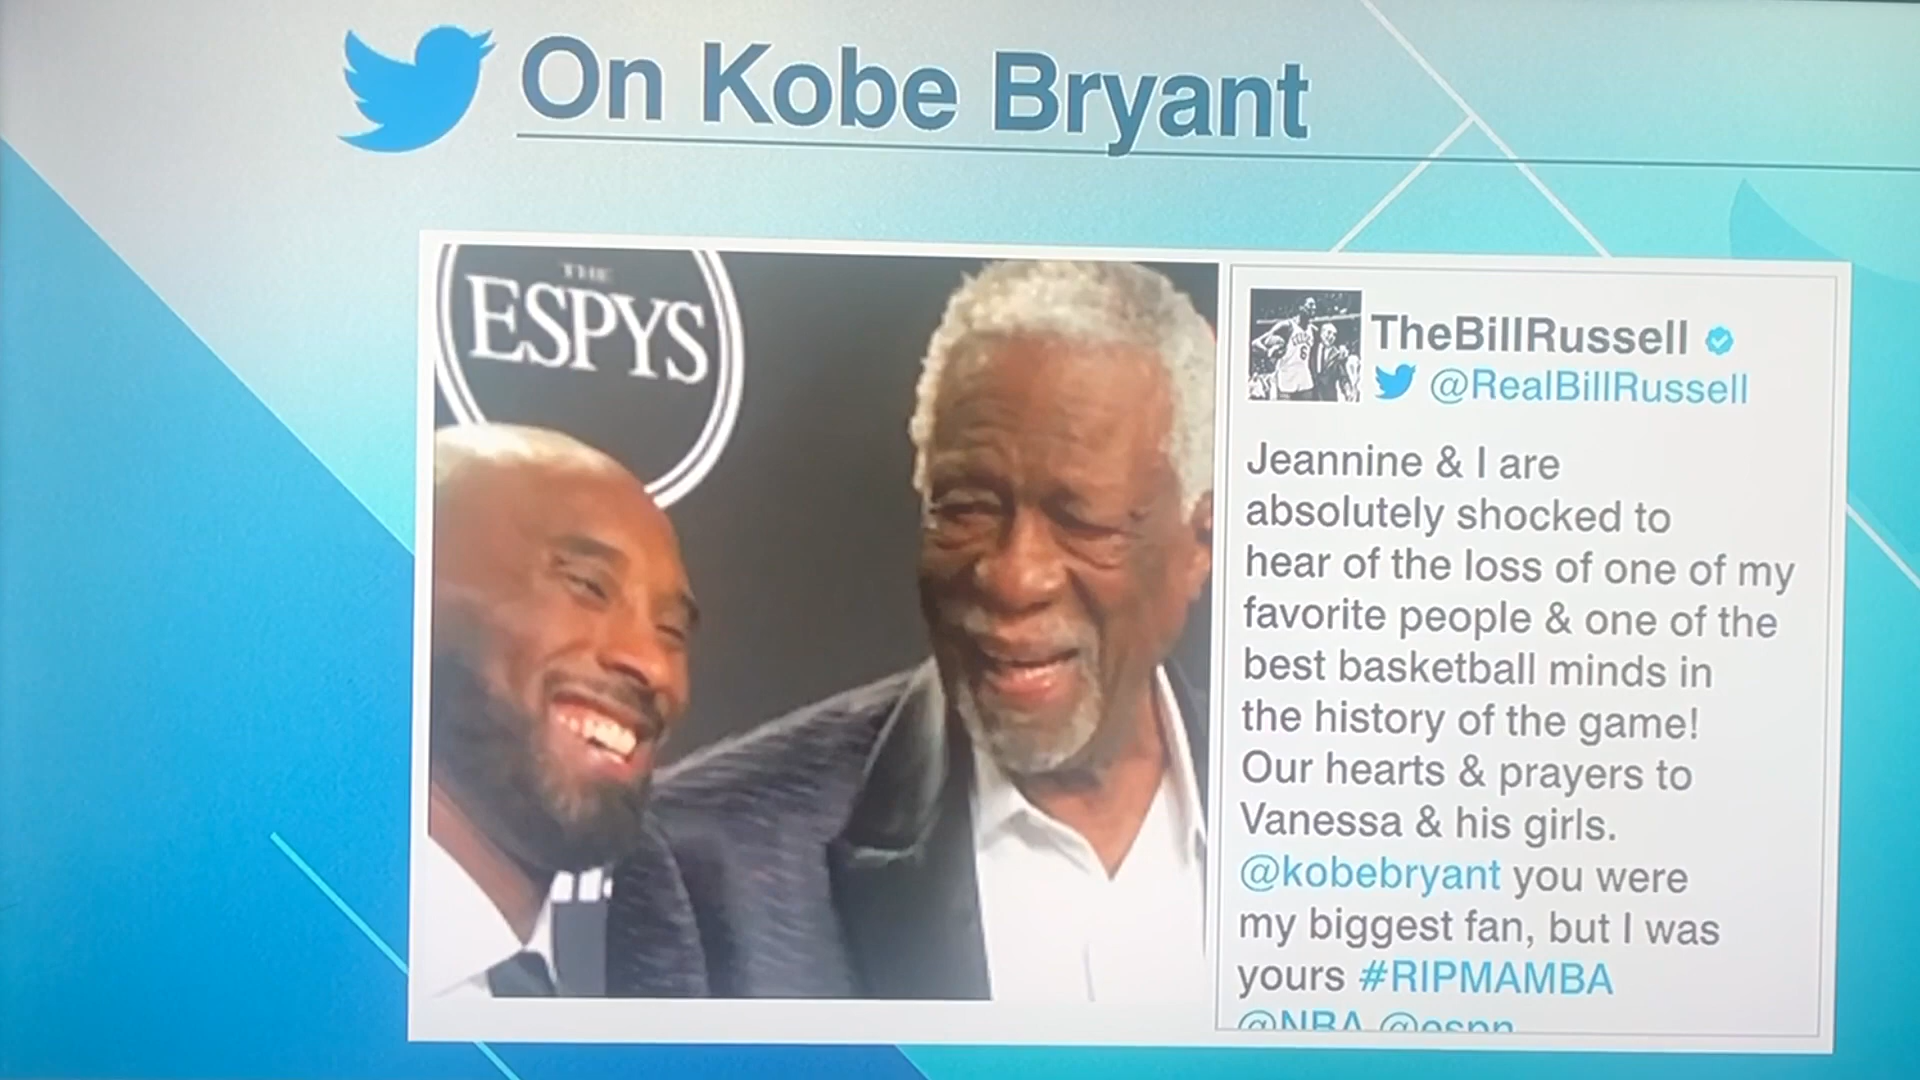 On Kobe Bryant
THE
ESPYS
TheBillRussell
@RealBillRussell
Jeannine & I are
absolutely shocked to
hear of the loss of one of my
favorite people & one of the
best basketball minds in
the history of the game!
Our hearts & prayers to
Vanessa & his girls.
@kobebryant you were
my biggest fan, but I was
yours #RIPMAMBA
@NBA @espn